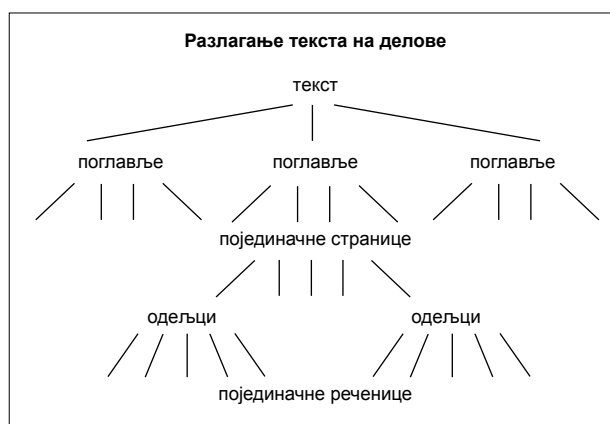 Разлагање текста на делове
текст
поглавље поглавље поглавље
појединачне странице
одељци одељци
појединачне реченице